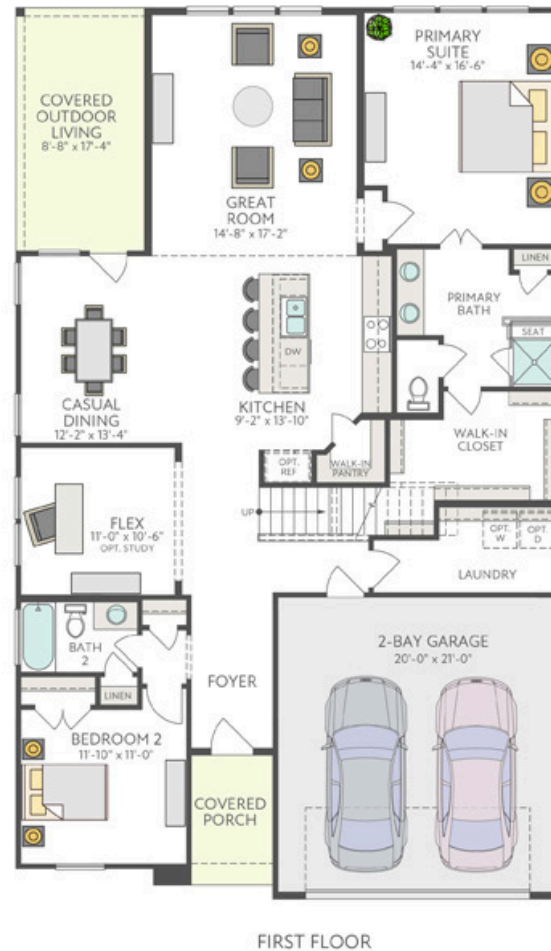 PRIMARY
SUITE
14'-4" x 16'-6"
COVERED
OUTDOOR
LIVING
8'-8" x 17'-4"
GREAT
ROOM
14'-8" x 17'-2"
LINEN
PRIMARY
BATH
SEAT
DW
KITCHEN
9'-2" x 13'-10"
CASUAL
DINING
12'-2" x 13'-4"
WALK-IN
CLOSET
OPT.
REF
WALK-IN
PANTRY
UP
FLEX
11'-0" x 10'-6"
OPT. STUDY
OPT.
W
OPT.
D
LAUNDRY
BATH
2
LINEN
FOYER
2-BAY GARAGE
20'-0 x 21'-0"
BEDROOM 2
11'-10" x 11'-0"
COVERED
PORCH
FIRST FLOOR